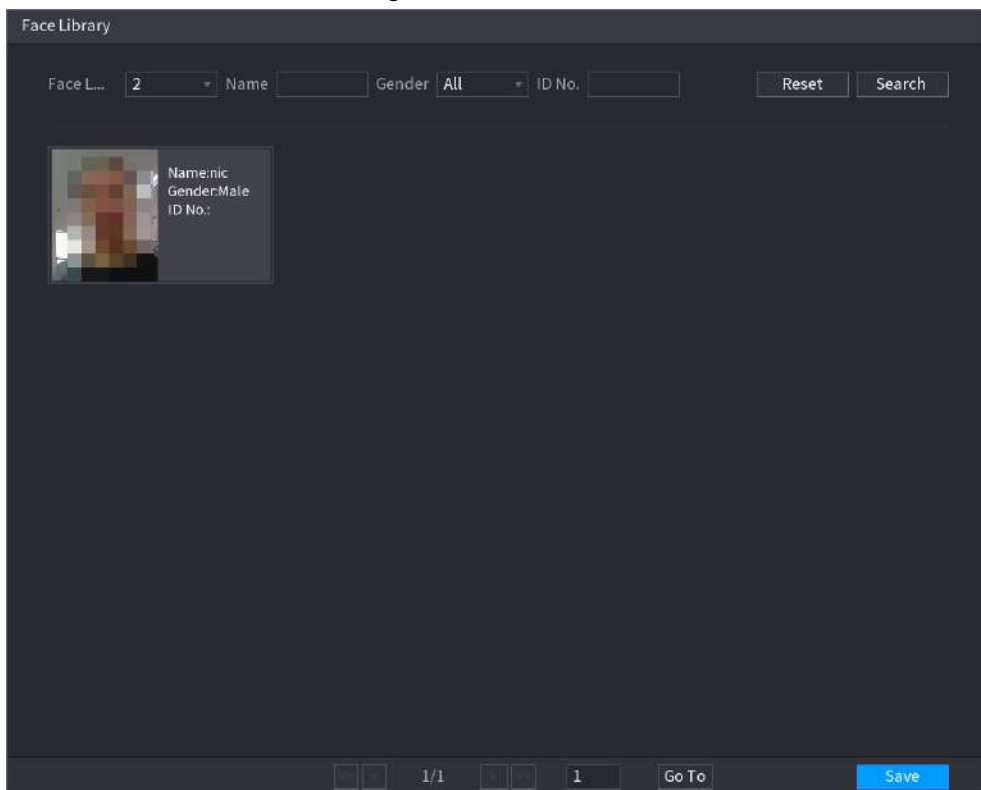 Face Library
Face L... 2 Name Gender All ID No. Reset Search
Name:nic
Gender:Male
ID No.:
1/1 1 Go To Save